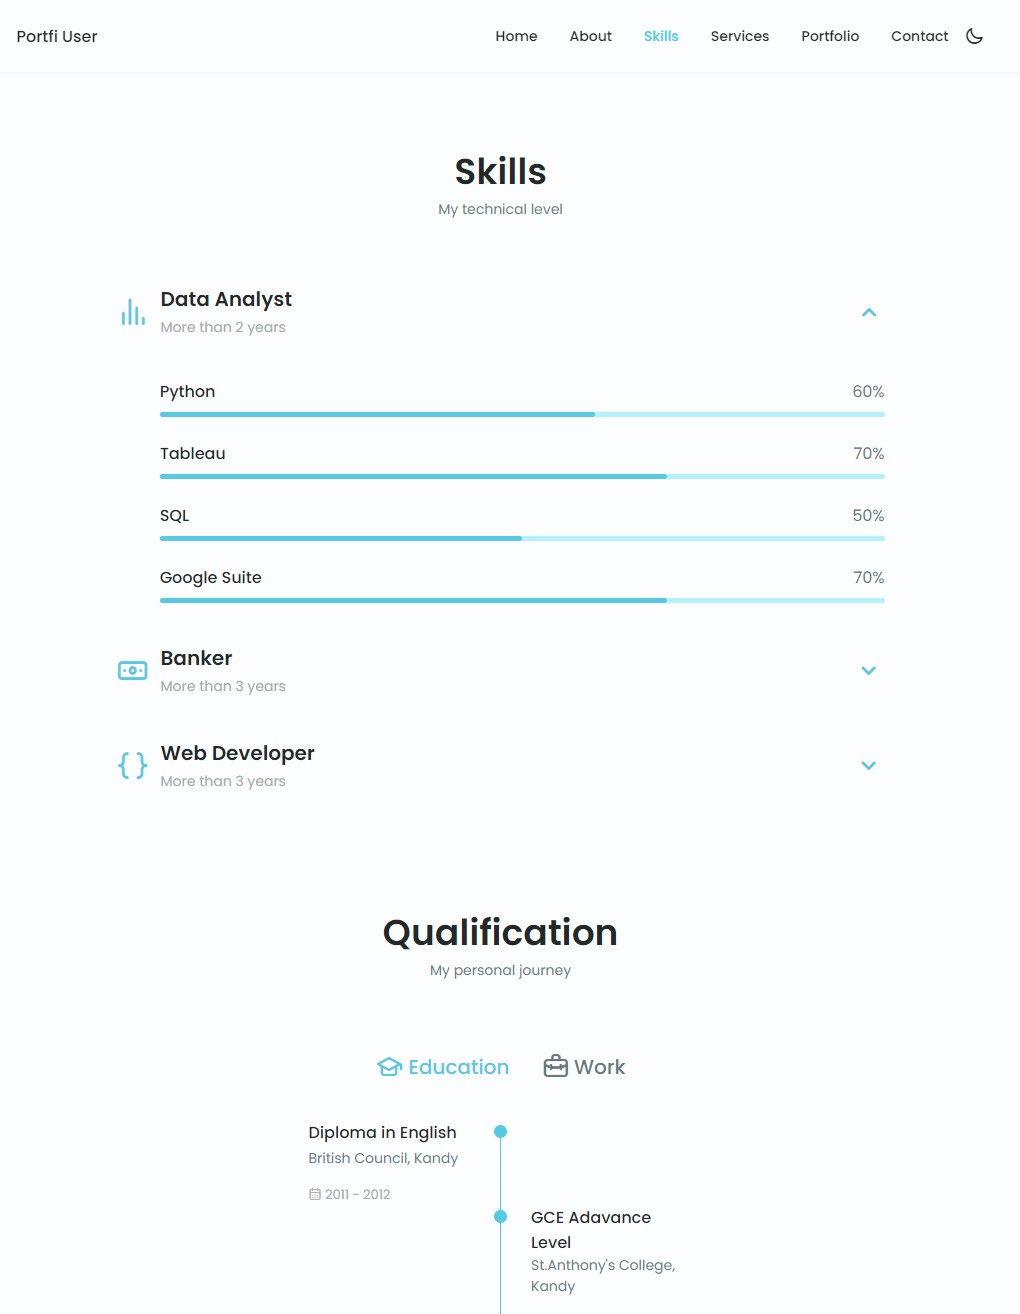 Portfi User
Home About Skills Services Portfolio Contact
Skills
My technical level
Data Analyst
More than 2 years
Python 60%
Tableau 70%
SQL 50%
Google Suite 70%
Banker
More than 3 years
Web Developer
More than 3 years
Qualification
My personal journey
Education Work
Diploma in English
British Council, Kandy
2011 - 2012
GCE Adavance
Level
St.Anthony's College,
Kandy